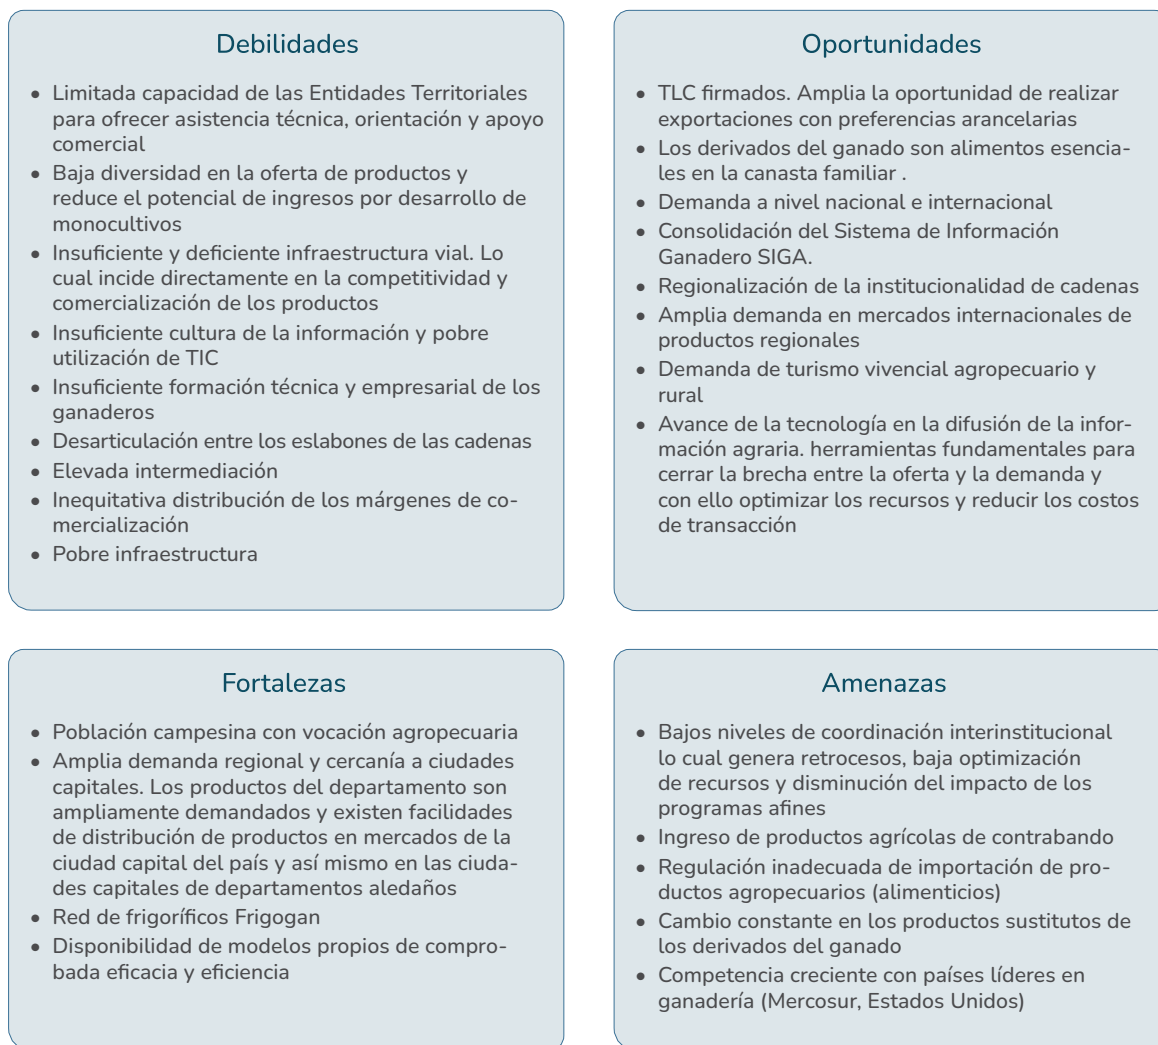 Debilidades
• Limitada capacidad de las Entidades Territoriales
para ofrecer asistencia técnica, orientación y apoyo
comercial
• Baja diversidad en la oferta de productos y
reduce el potencial de ingresos por desarrollo de
monocultivos
• Insuficiente y deficiente infraestructura vial. Lo
cual incide directamente en la competitividad y
comercialización de los productos
• Insuficiente cultura de la información y pobre
utilización de TIC
• Insuficiente formación técnica y empresarial de los
ganaderos
• Desarticulación entre los eslabones de las cadenas
• Elevada intermediación
• Inequitativa distribución de los márgenes de co-
mercialización
• Pobre infraestructura
Oportunidades
• TLC firmados. Amplia la oportunidad de realizar
exportaciones con preferencias arancelarias
• Los derivados del ganado son alimentos esencia-
les en la canasta familiar .
• Demanda a nivel nacional e internacional
• Consolidación del Sistema de Información
Ganadero SIGA.
• Regionalización de la institucionalidad de cadenas
• Amplia demanda en mercados internacionales de
productos regionales
• Demanda de turismo vivencial agropecuario y
rural
• Avance de la tecnología en la difusión de la infor-
mación agraria. herramientas fundamentales para
cerrar la brecha entre la oferta y la demanda y
con ello optimizar los recursos y reducir los costos
de transacción
Fortalezas
• Población campesina con vocación agropecuaria
• Amplia demanda regional y cercanía a ciudades
capitales. Los productos del departamento son
ampliamente demandados y existen facilidades
de distribución de productos en mercados de la
ciudad capital del país y así mismo en las ciuda-
des capitales de departamentos aledaños
• Red de frigoríficos Frigogan
• Disponibilidad de modelos propios de compro-
bada eficacia y eficiencia
Amenazas
• Bajos niveles de coordinación interinstitucional
lo cual genera retrocesos, baja optimización
de recursos y disminución del impacto de los
programas afines
• Ingreso de productos agrícolas de contrabando
• Regulación inadecuada de importación de pro-
ductos agropecuarios (alimenticios)
• Cambio constante en los productos sustitutos de
los derivados del ganado
• Competencia creciente con países líderes en
ganadería (Mercosur, Estados Unidos)